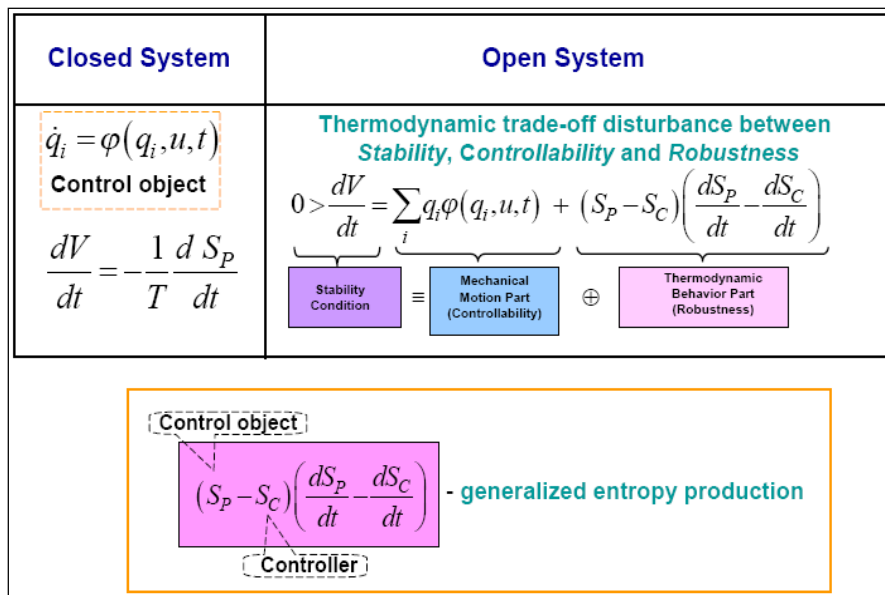 Closed System
Open System
q̇ᵢ = φ(qᵢ,u,t)
Control object
dV/dt = −(1/T) (d S_P/dt)
Thermodynamic trade-off disturbance between
Stability, Controllability and Robustness
0 > dV/dt = ∑ᵢ qᵢφ(qᵢ,u,t) + (S_P − S_C)(dS_P/dt − dS_C/dt)
Stability
Condition
≡
Mechanical
Motion Part
(Controllability)
⊕
Thermodynamic
Behavior Part
(Robustness)
Control object
(S_P − S_C)(dS_P/dt − dS_C/dt) - generalized entropy production
Controller